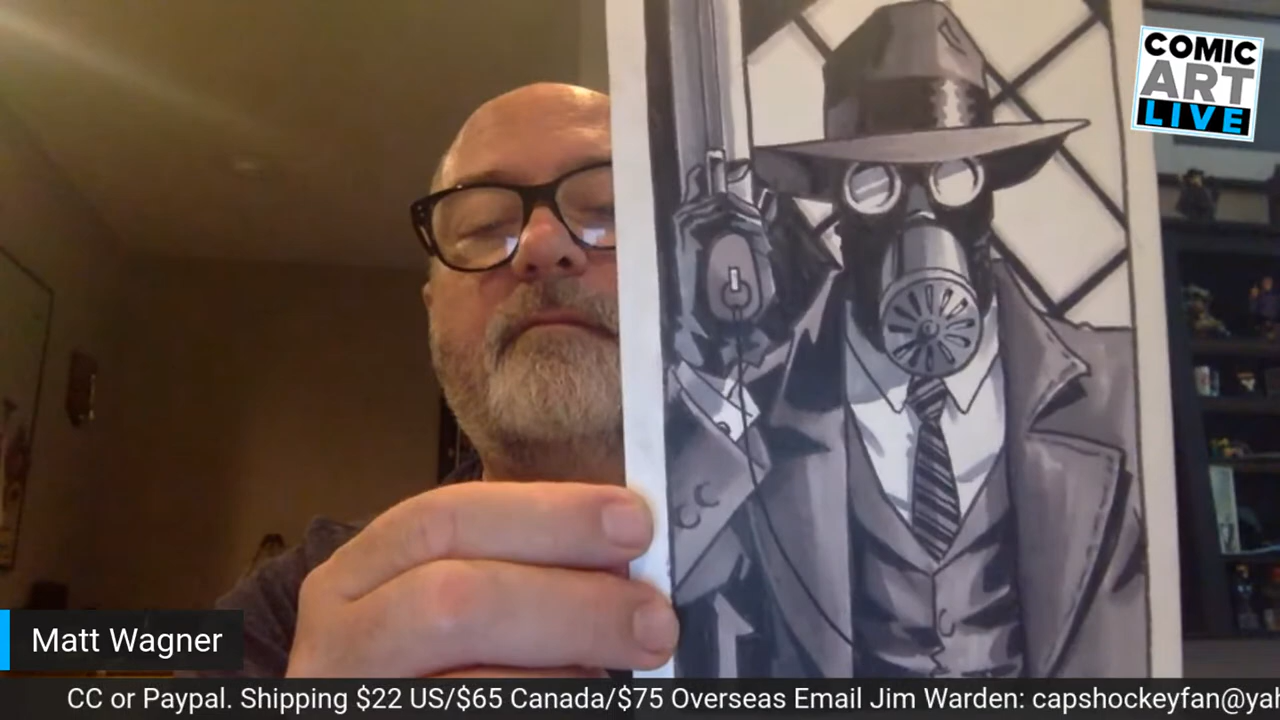 COMIC
ART
LIVE
Matt Wagner
CC or Paypal. Shipping $22 US/$65 Canada/$75 Overseas Email Jim Warden: capshockeyfan@yah